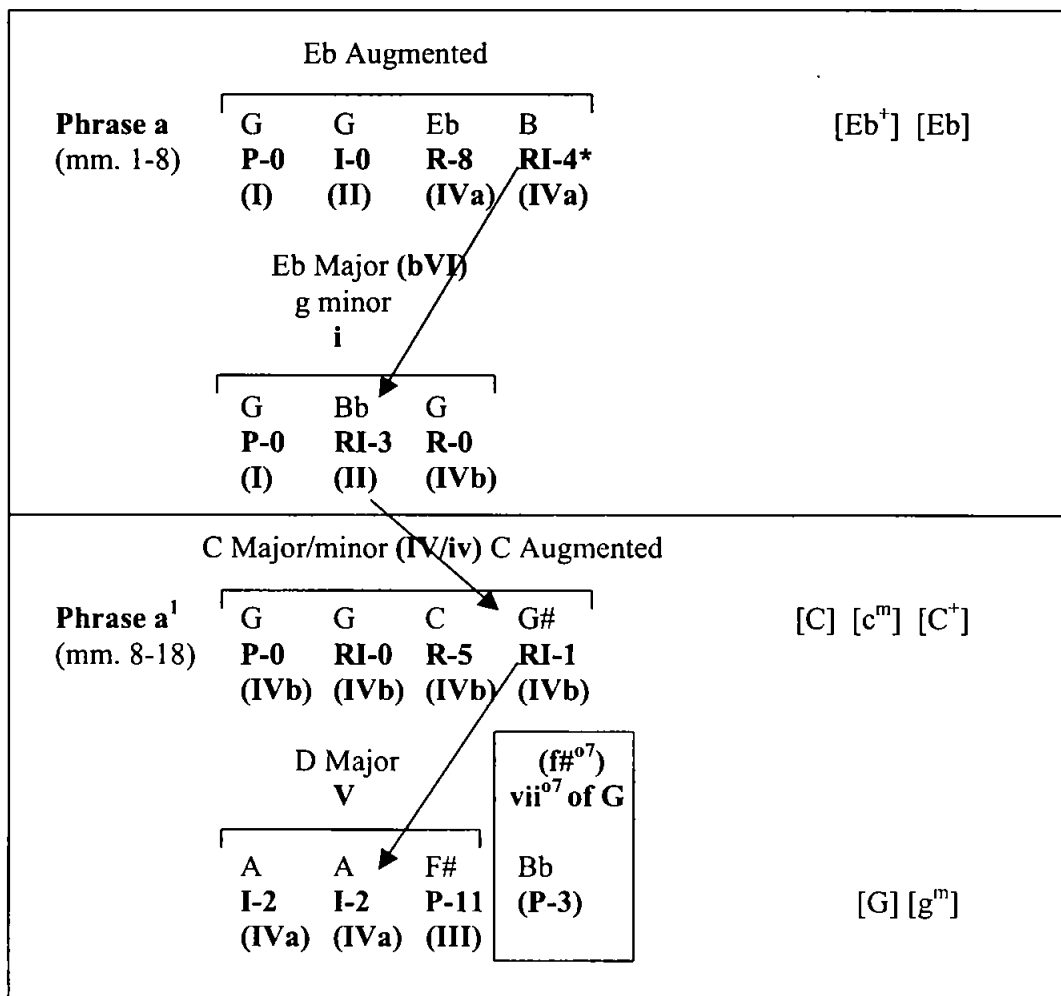 Eb Augmented
Phrase a G G Eb B [Eb+] [Eb]
(mm. 1-8) P-0 I-0 R-8 RI-4*
(I) (II) (IVa) (IVa)
Eb Major (bVI)
g minor
i
G Bb G
P-0 RI-3 R-0
(I) (II) (IVb)
C Major/minor (IV/iv) C Augmented
Phrase a¹ G G C G# [C] [cᵐ] [C+]
(mm. 8-18) P-0 RI-0 R-5 RI-1
(IVb) (IVb) (IVb) (IVb)
D Major (f#º⁷)
V viiº⁷ of G
A A F# Bb
I-2 I-2 P-11 (P-3) [G] [gᵐ]
(IVa) (IVa) (III)